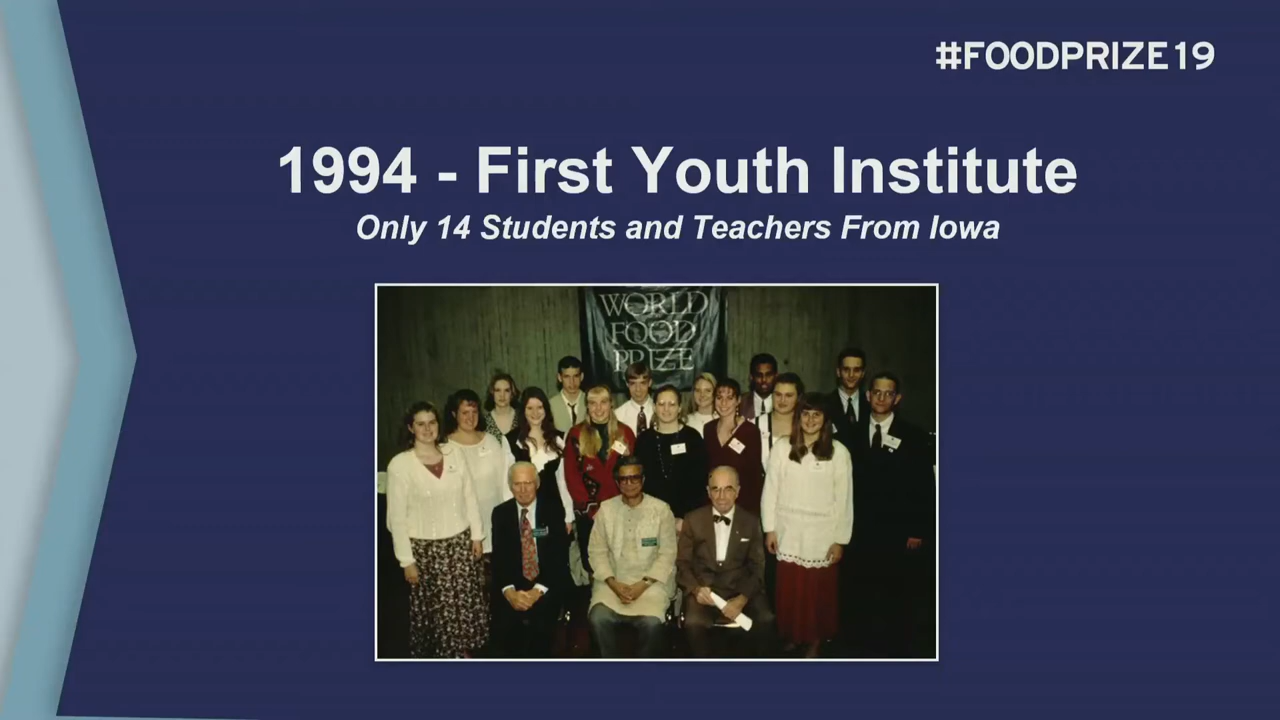 #FOODPRIZE19
1994 - First Youth Institute
Only 14 Students and Teachers From Iowa
WORLD
FOOD
PRIZE